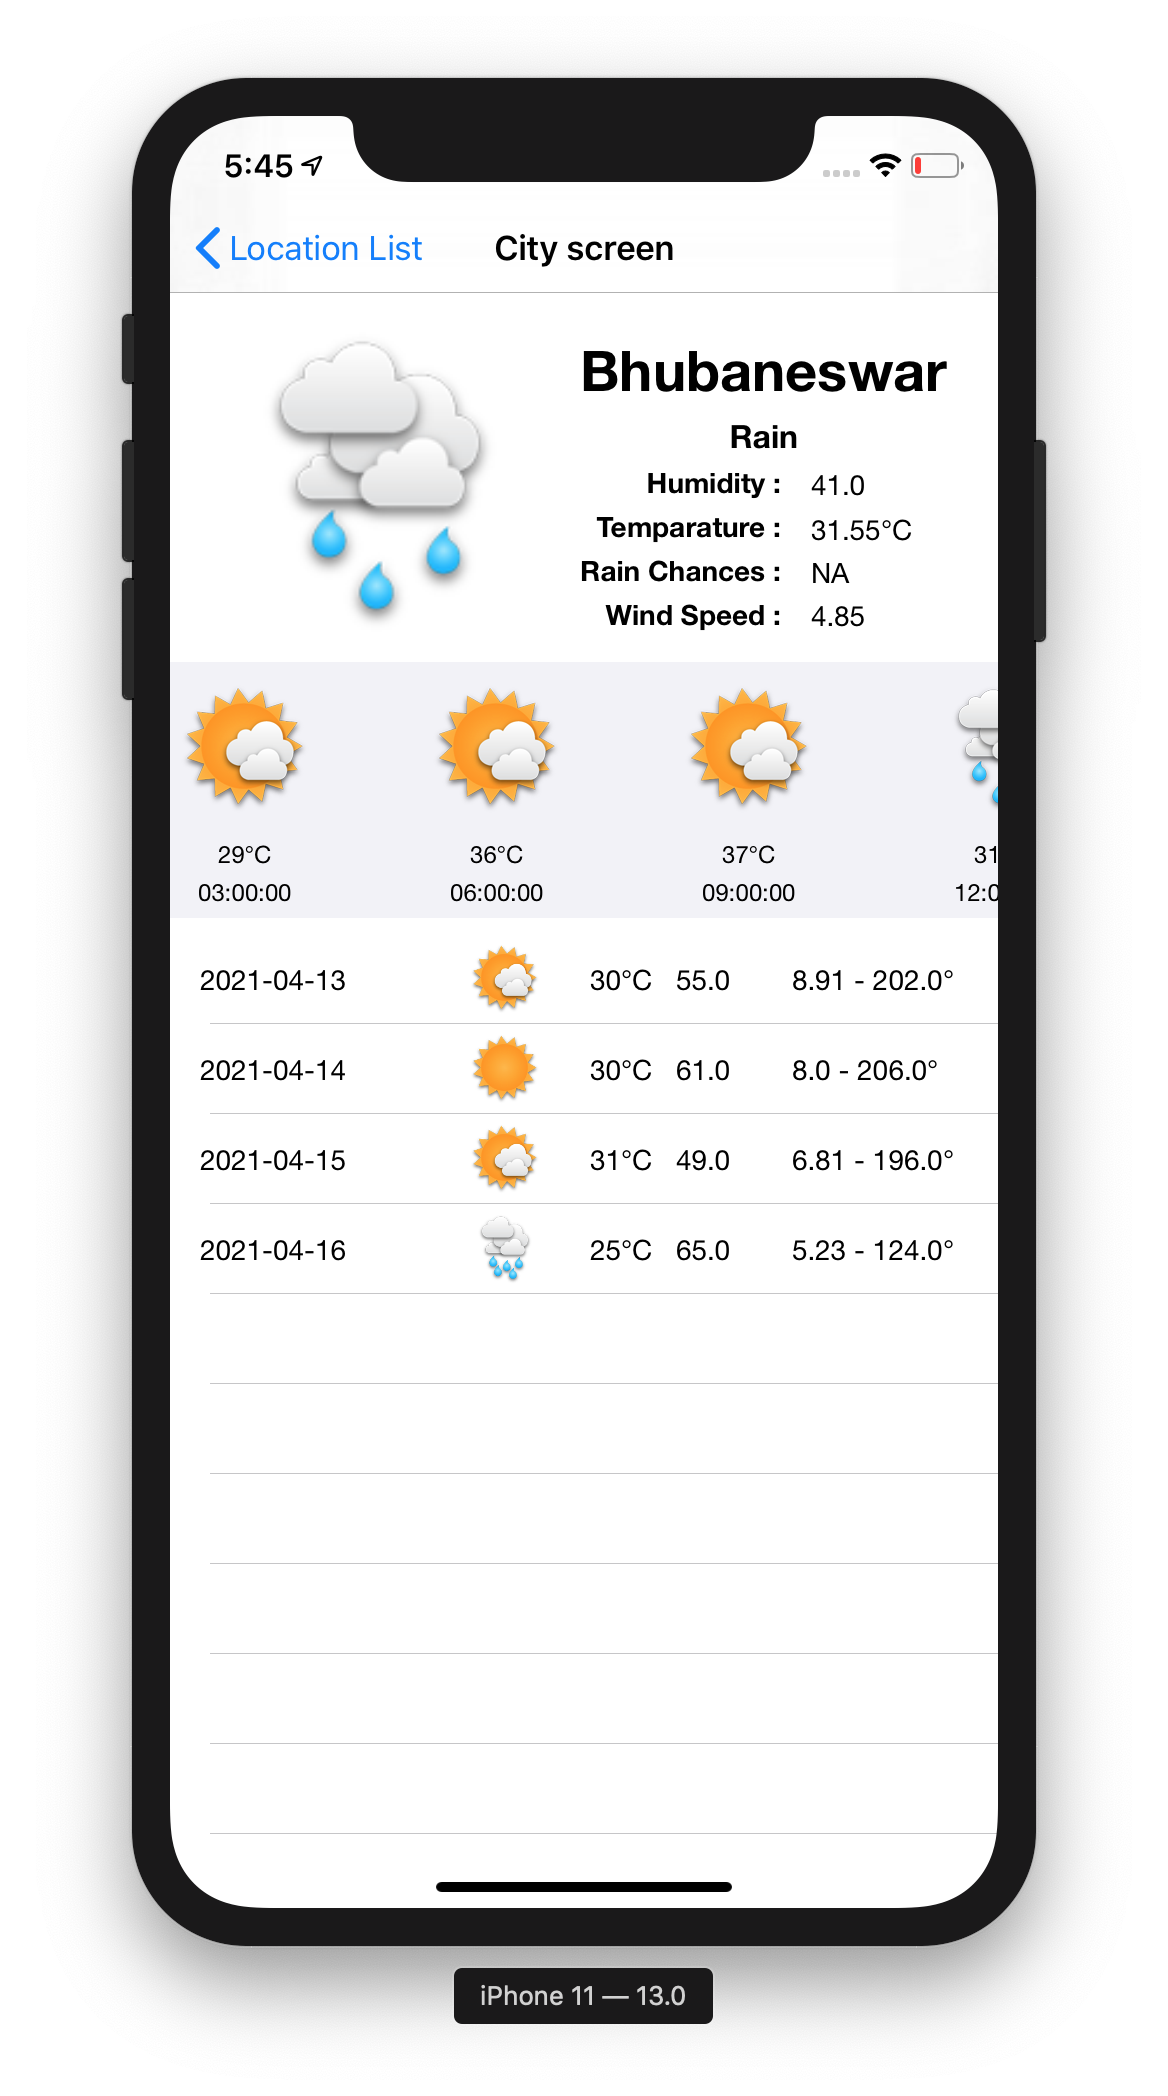 5:45
Location List City screen
Bhubaneswar
Rain
Humidity : 41.0
Temparature : 31.55°C
Rain Chances : NA
Wind Speed : 4.85
29°C 36°C 37°C 31
03:00:00 06:00:00 09:00:00 12:0
2021-04-13 30°C 55.0 8.91 - 202.0°
2021-04-14 30°C 61.0 8.0 - 206.0°
2021-04-15 31°C 49.0 6.81 - 196.0°
2021-04-16 25°C 65.0 5.23 - 124.0°
iPhone 11 — 13.0